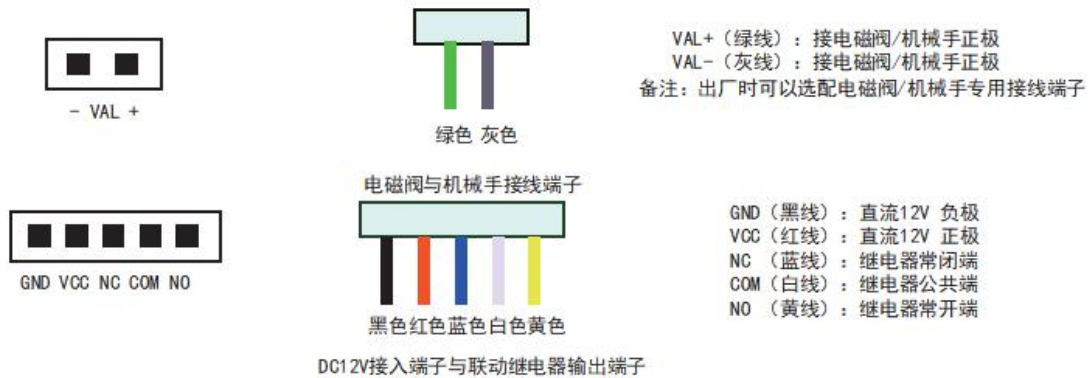 - VAL +
绿色 灰色
VAL+（绿线）：接电磁阀/机械手正极
VAL-（灰线）：接电磁阀/机械手正极
备注：出厂时可以选配电磁阀/机械手专用接线端子
电磁阀与机械手接线端子
GND VCC NC COM NO
黑色红色蓝色白色黄色
DC12V接入端子与联动继电器输出端子
GND（黑线）：直流12V 负极
VCC（红线）：直流12V 正极
NC （蓝线）：继电器常闭端
COM（白线）：继电器公共端
NO （黄线）：继电器常开端